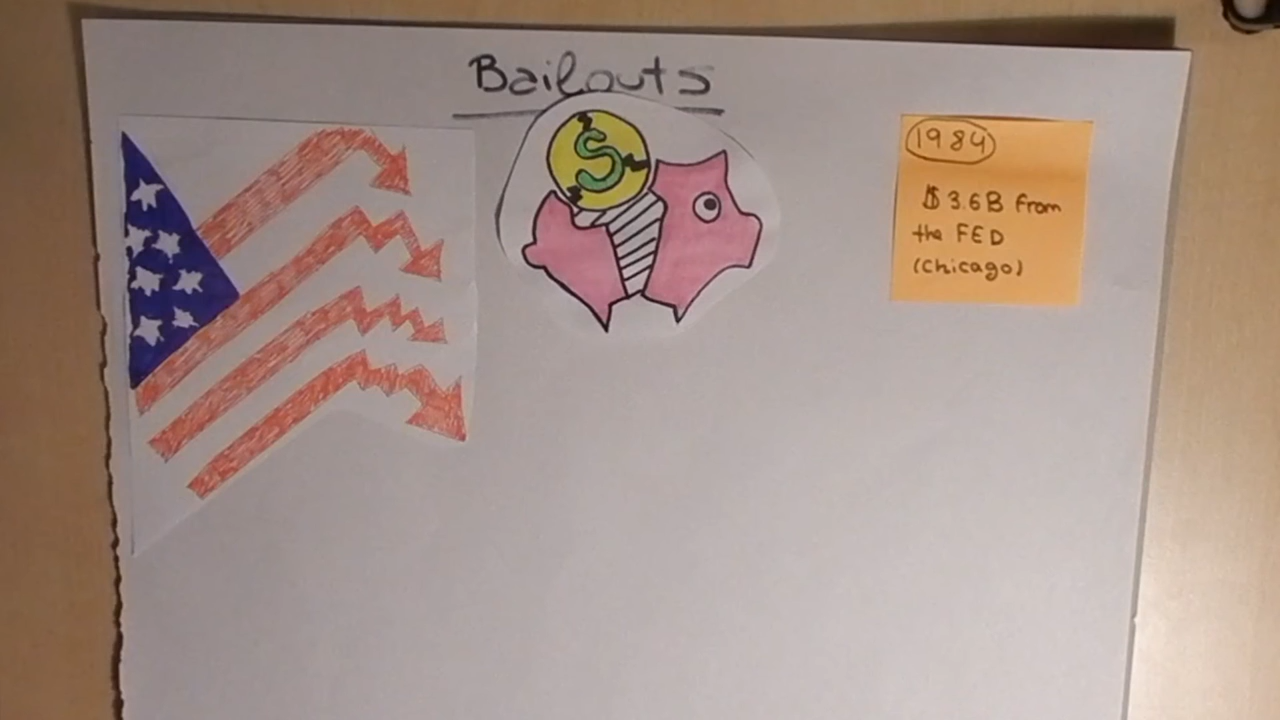 Bailouts
$
1984
$ 3.6B from
the FED
(Chicago)